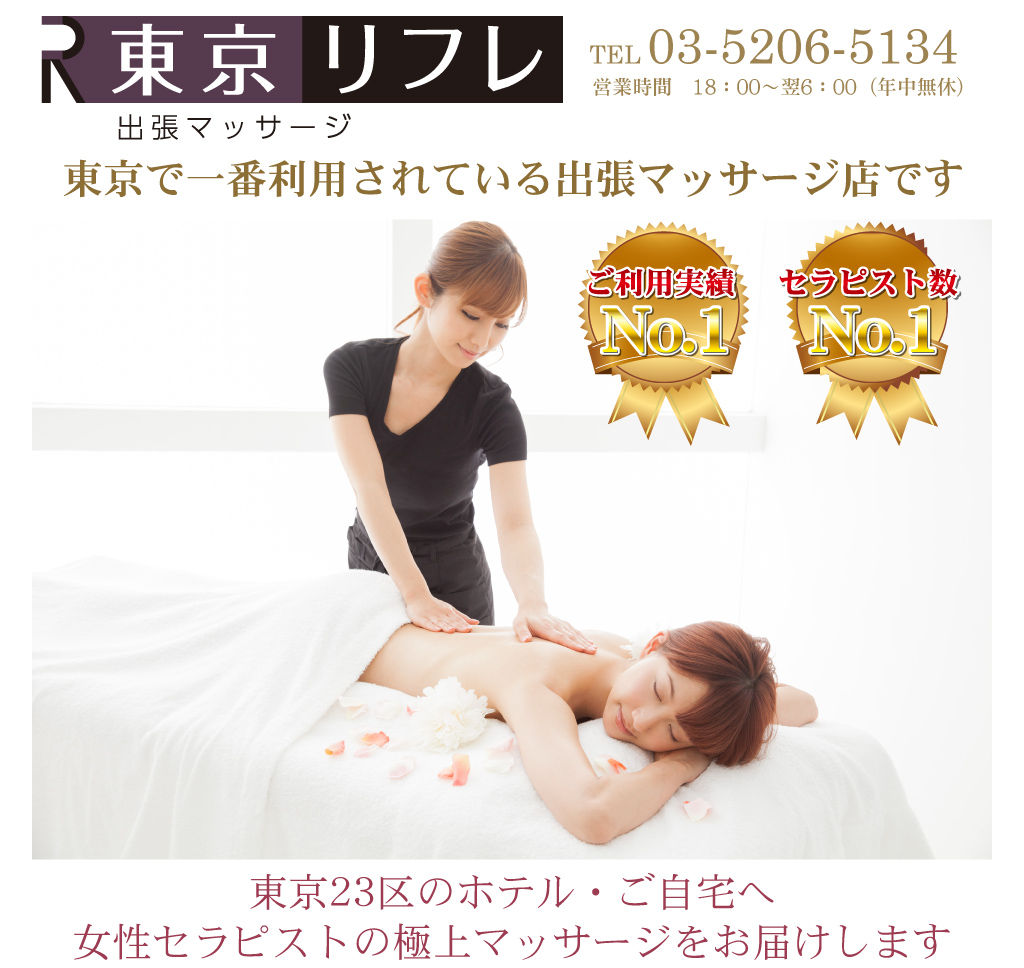 東京 リフレ
出張マッサージ
TEL 03-5206-5134
営業時間　18：00～翌6：00（年中無休）
東京で一番利用されている出張マッサージ店です
ご利用実績
No.1
セラピスト数
No.1
東京23区のホテル・ご自宅へ
女性セラピストの極上マッサージをお届けします